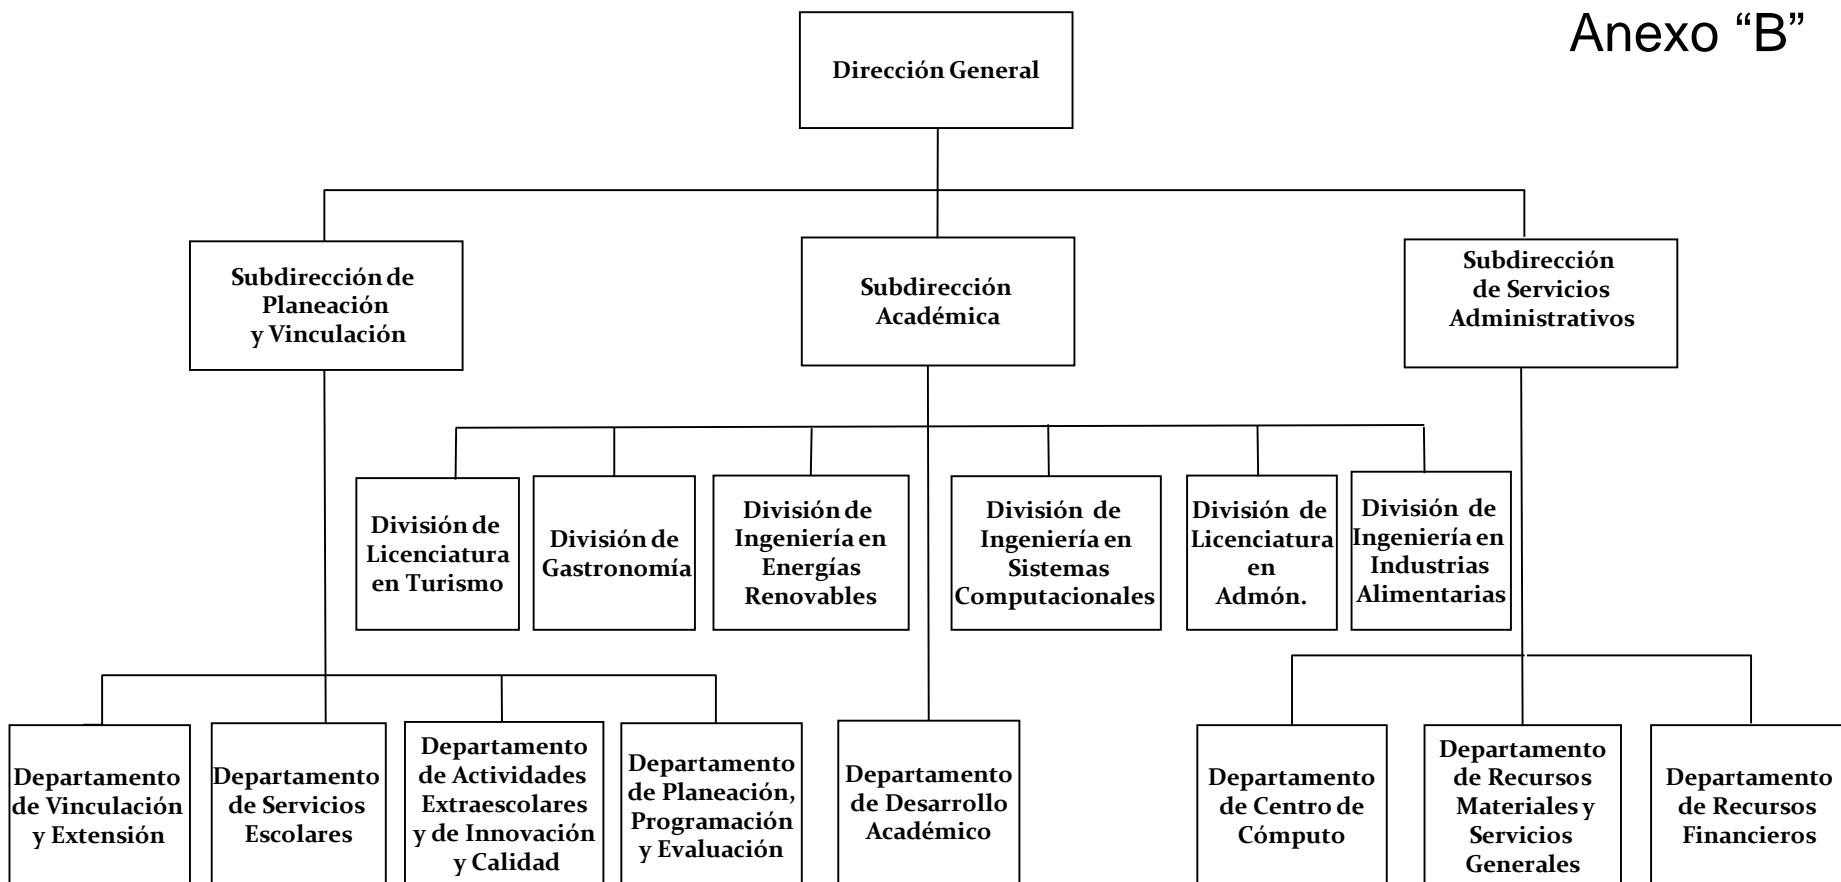 Anexo “B”
Dirección General
Subdirección de
Planeación
y Vinculación
Subdirección
Académica
Subdirección
de Servicios
Administrativos
División de
Licenciatura
en Turismo
División de
Gastronomía
División de
Ingeniería en
Energías
Renovables
División de
Ingeniería en
Sistemas
Computacionales
División de
Licenciatura
en
Admón.
División de
Ingeniería en
Industrias
Alimentarias
Departamento
de Vinculación
y Extensión
Departamento
de Servicios
Escolares
Departamento
de Actividades
Extraescolares
y de Innovación
y Calidad
Departamento
de Planeación,
Programación
y Evaluación
Departamento
de Desarrollo
Académico
Departamento
de Centro de
Cómputo
Departamento
de Recursos
Materiales y
Servicios
Generales
Departamento
de Recursos
Financieros